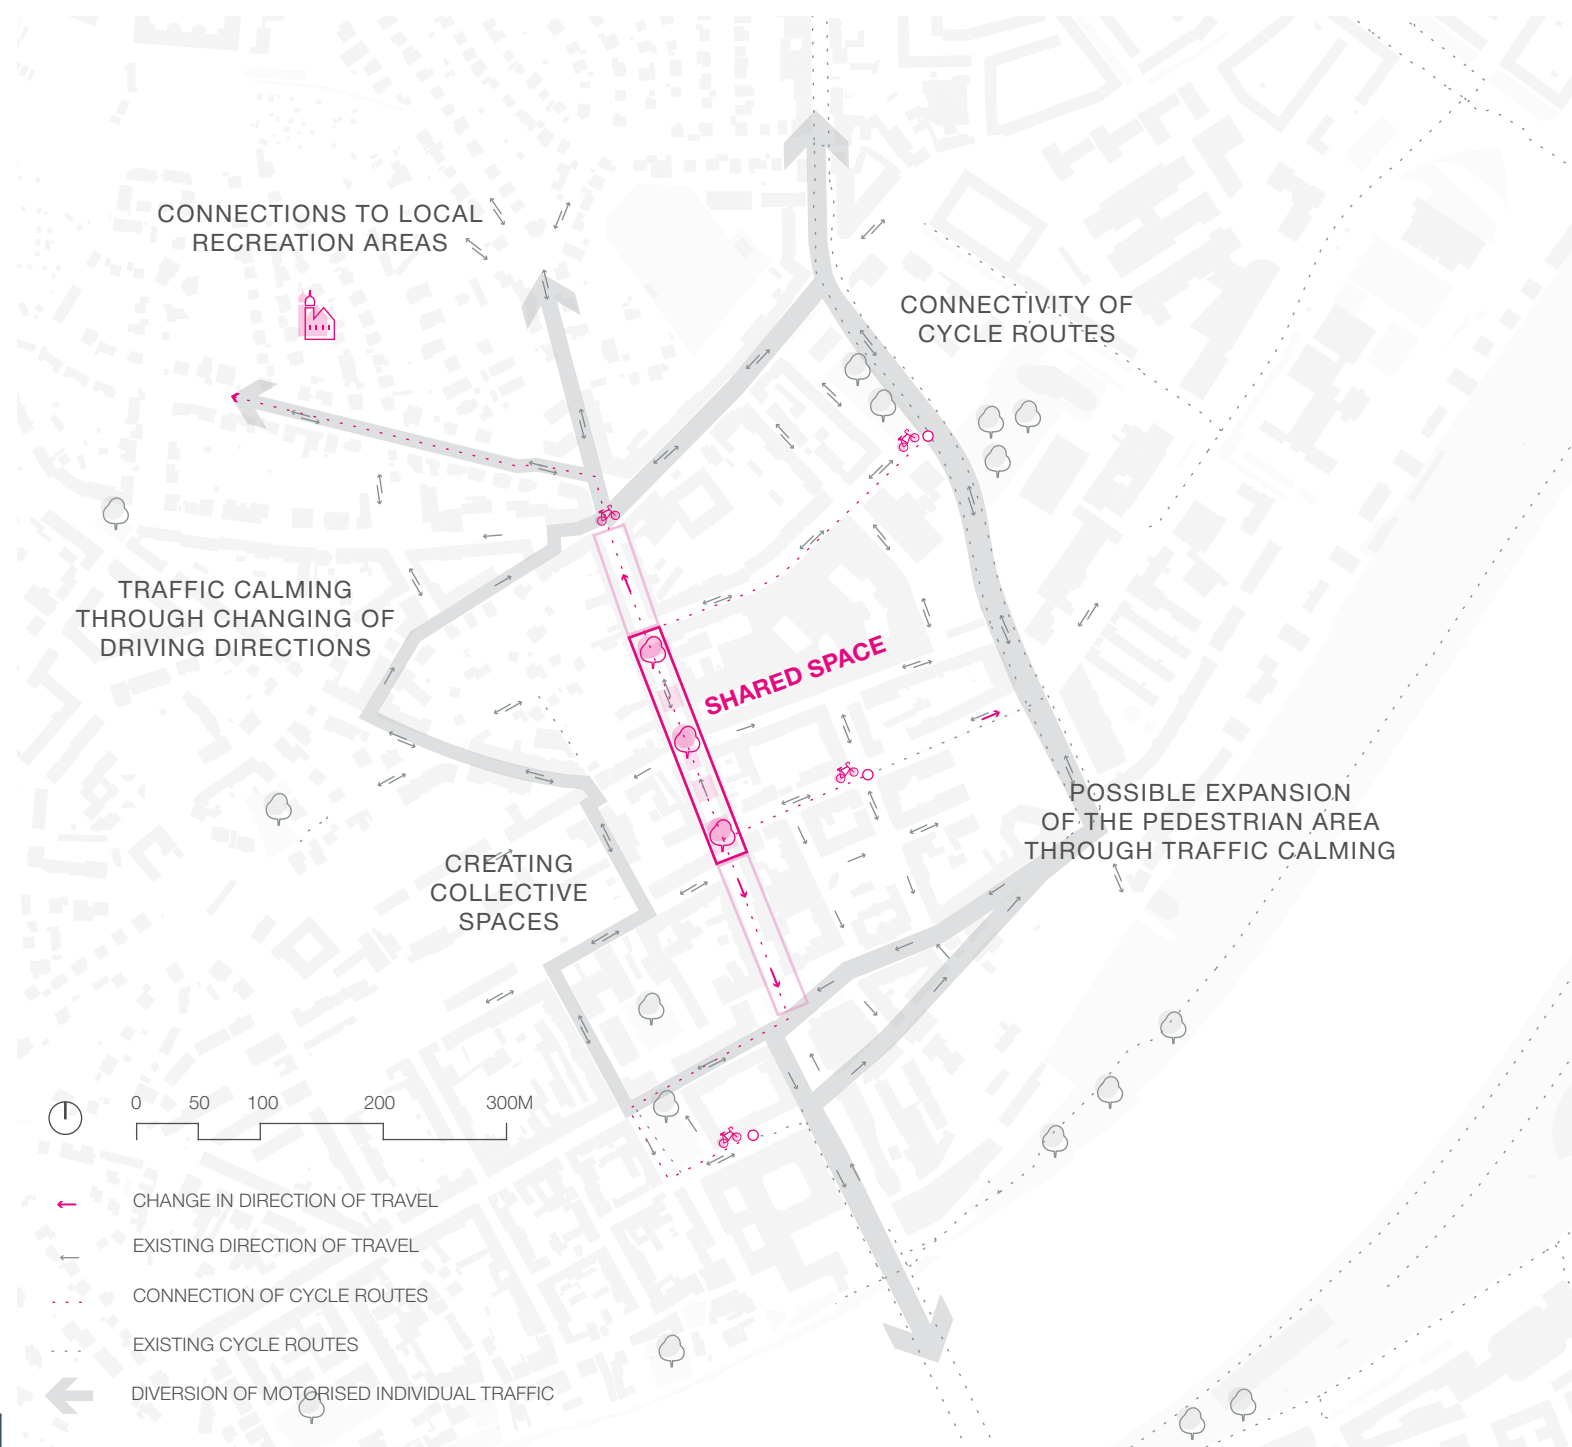 CONNECTIONS TO LOCAL
RECREATION AREAS
CONNECTIVITY OF
CYCLE ROUTES
TRAFFIC CALMING
THROUGH CHANGING OF
DRIVING DIRECTIONS
SHARED SPACE
POSSIBLE EXPANSION
OF THE PEDESTRIAN AREA
THROUGH TRAFFIC CALMING
CREATING
COLLECTIVE
SPACES
0 50 100 200 300M
CHANGE IN DIRECTION OF TRAVEL
EXISTING DIRECTION OF TRAVEL
CONNECTION OF CYCLE ROUTES
EXISTING CYCLE ROUTES
DIVERSION OF MOTORISED INDIVIDUAL TRAFFIC